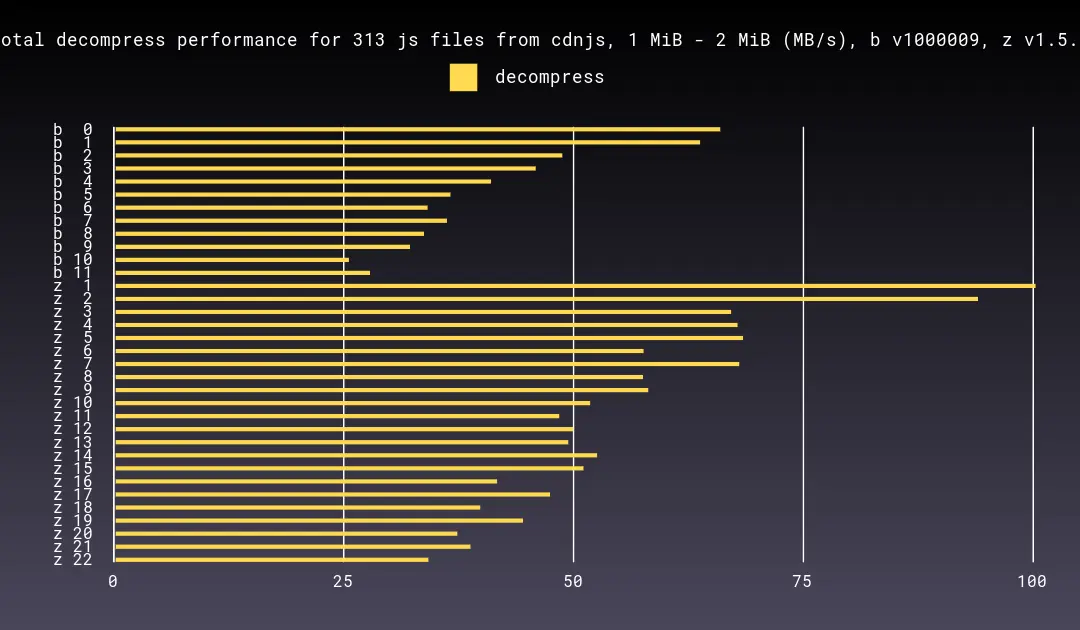 otal decompress performance for 313 js files from cdnjs, 1 MiB - 2 MiB (MB/s), b v1000009, z v1.5.
decompress
b 0
b 1
b 2
b 3
b 4
b 5
b 6
b 7
b 8
b 9
b 10
b 11
z 1
z 2
z 3
z 4
z 5
z 6
z 7
z 8
z 9
z 10
z 11
z 12
z 13
z 14
z 15
z 16
z 17
z 18
z 19
z 20
z 21
z 22
0 25 50 75 100